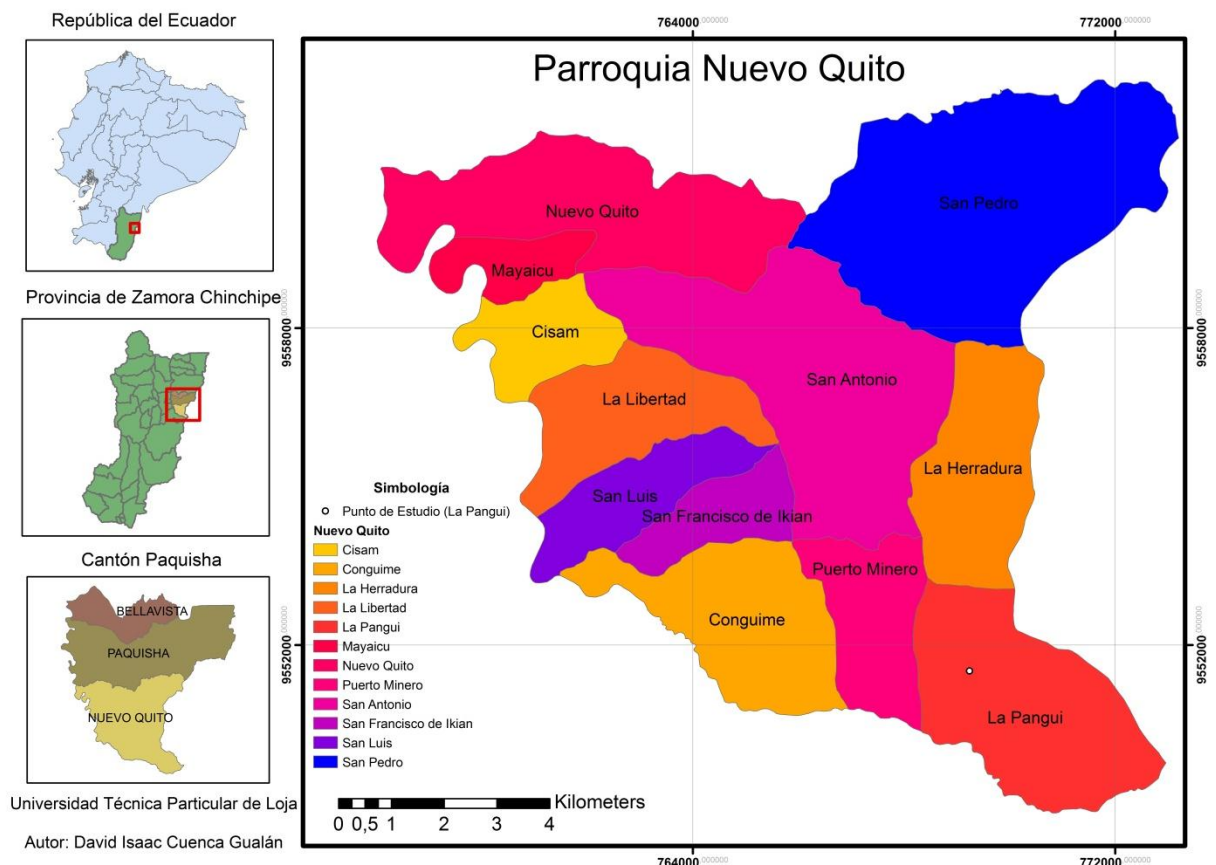 República del Ecuador
Provincia de Zamora Chinchipe
Cantón Paquisha
BELLAVISTA
PAQUISHA
NUEVO QUITO
Universidad Técnica Particular de Loja
Autor: David Isaac Cuenca Gualán
764000,000000
772000,000000
Parroquia Nuevo Quito
9558000,000000
9558000,000000
9552000,000000
9552000,000000
San Pedro
Nuevo Quito
Mayaicu
Cisam
San Antonio
La Libertad
La Herradura
San Luis
San Francisco de Ikian
Puerto Minero
Conguime
La Pangui
Simbología
Punto de Estudio (La Pangui)
Nuevo Quito
Cisam
Conguime
La Herradura
La Libertad
La Pangui
Mayaicu
Nuevo Quito
Puerto Minero
San Antonio
San Francisco de Ikian
San Luis
San Pedro
Kilometers
0 0,5 1 2 3 4
764000,000000
772000,000000